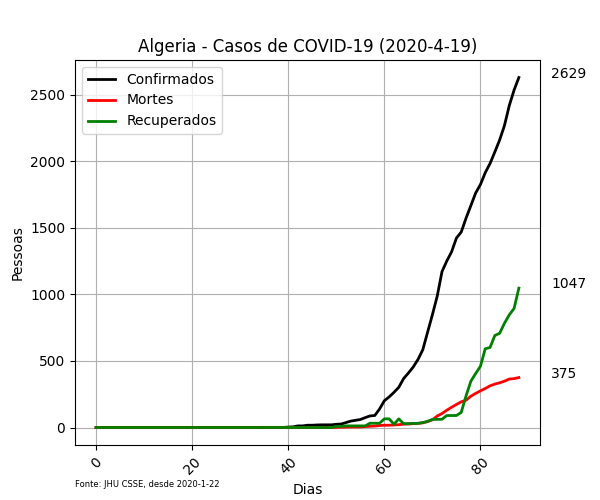 Algeria - Casos de COVID-19 (2020-4-19)
Confirmados
Mortes
Recuperados
2629
1047
375
Pessoas
2500
2000
1500
1000
500
0
0
20
40
60
80
Dias
Fonte: JHU CSSE, desde 2020-1-22